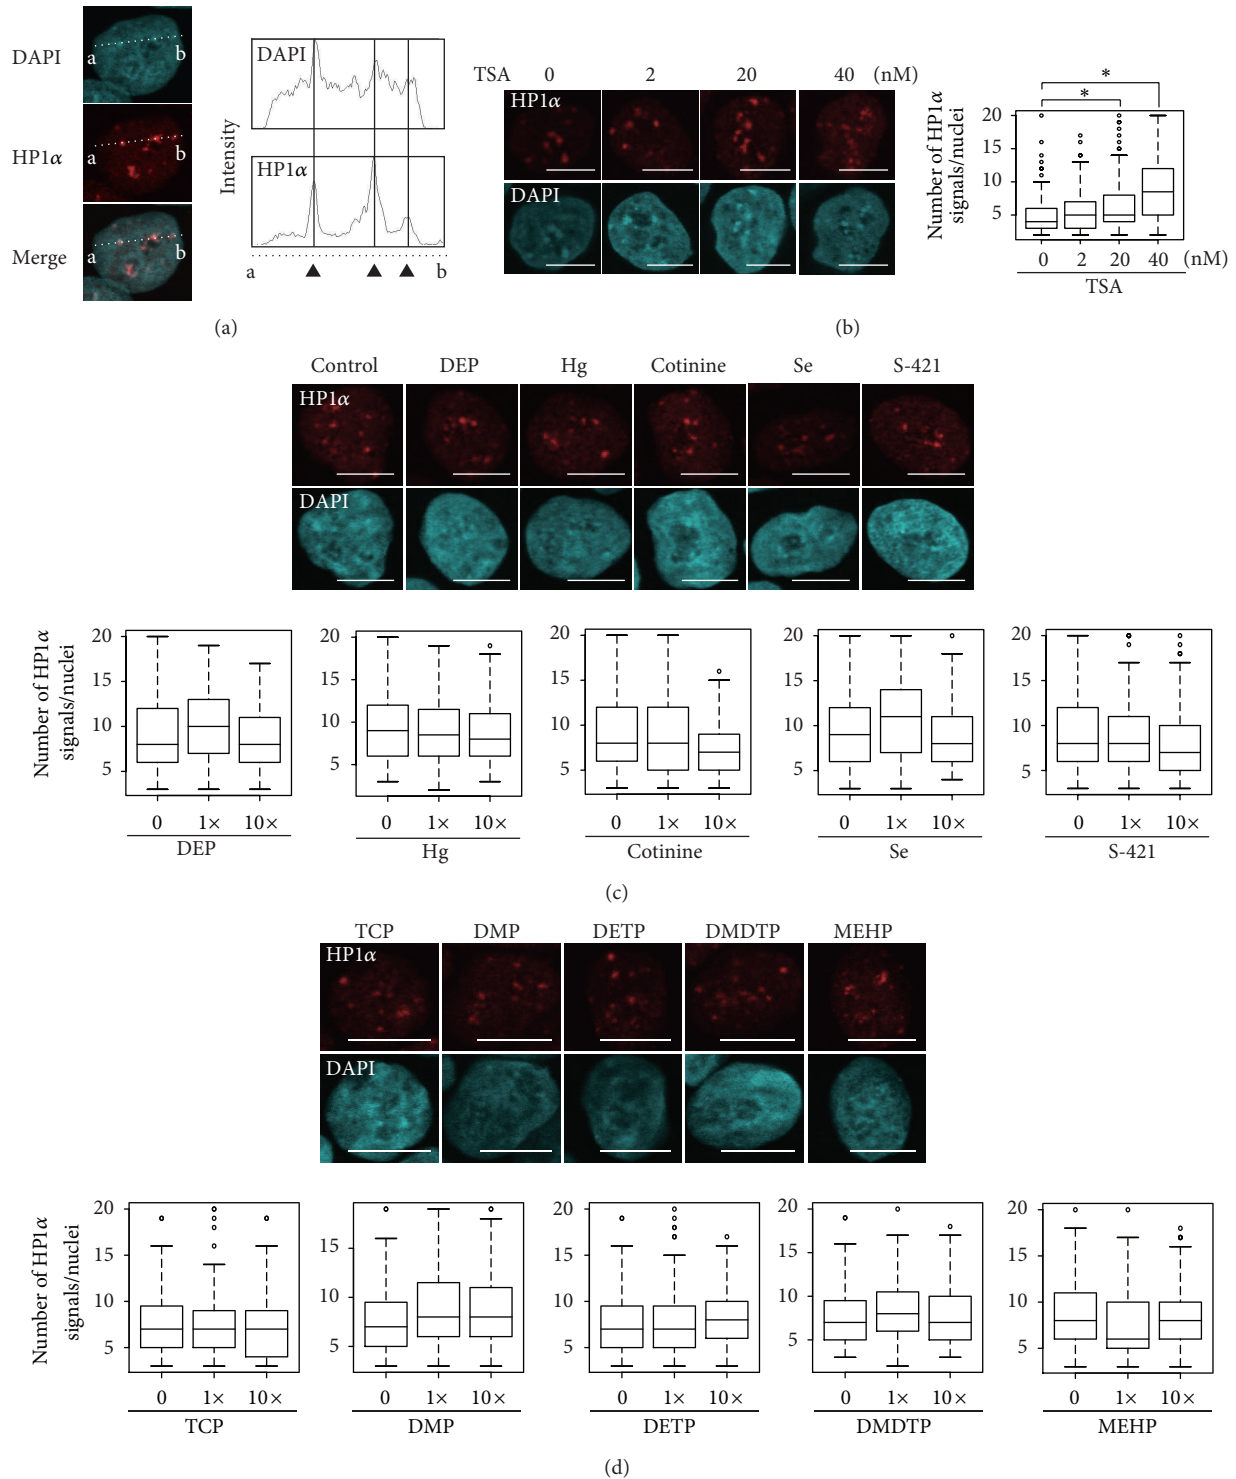 DAPI
a b
HP1α
a b
Merge
a b
Intensity
DAPI
HP1α
a b
(a)
TSA 0 2 20 40 (nM)
HP1α
DAPI
Number of HP1α
signals/nuclei
20
15
10
5
* *
0 2 20 40 (nM)
TSA
(b)
Control DEP Hg Cotinine Se S-421
HP1α
DAPI
Number of HP1α
signals/nuclei
20 20 20 20 20
15 15 15 15 15
10 10 10 10 10
5 5 5 5 5
0 1× 10× 0 1× 10× 0 1× 10× 0 1× 10× 0 1× 10×
DEP Hg Cotinine Se S-421
(c)
TCP DMP DETP DMDTP MEHP
HP1α
DAPI
Number of HP1α
signals/nuclei
20 20 20 20
15 15 15 15 15
10 10 10 10 10
5 5 5 5 5
0 1× 10× 0 1× 10× 0 1× 10× 0 1× 10× 0 1× 10×
TCP DMP DETP DMDTP MEHP
(d)